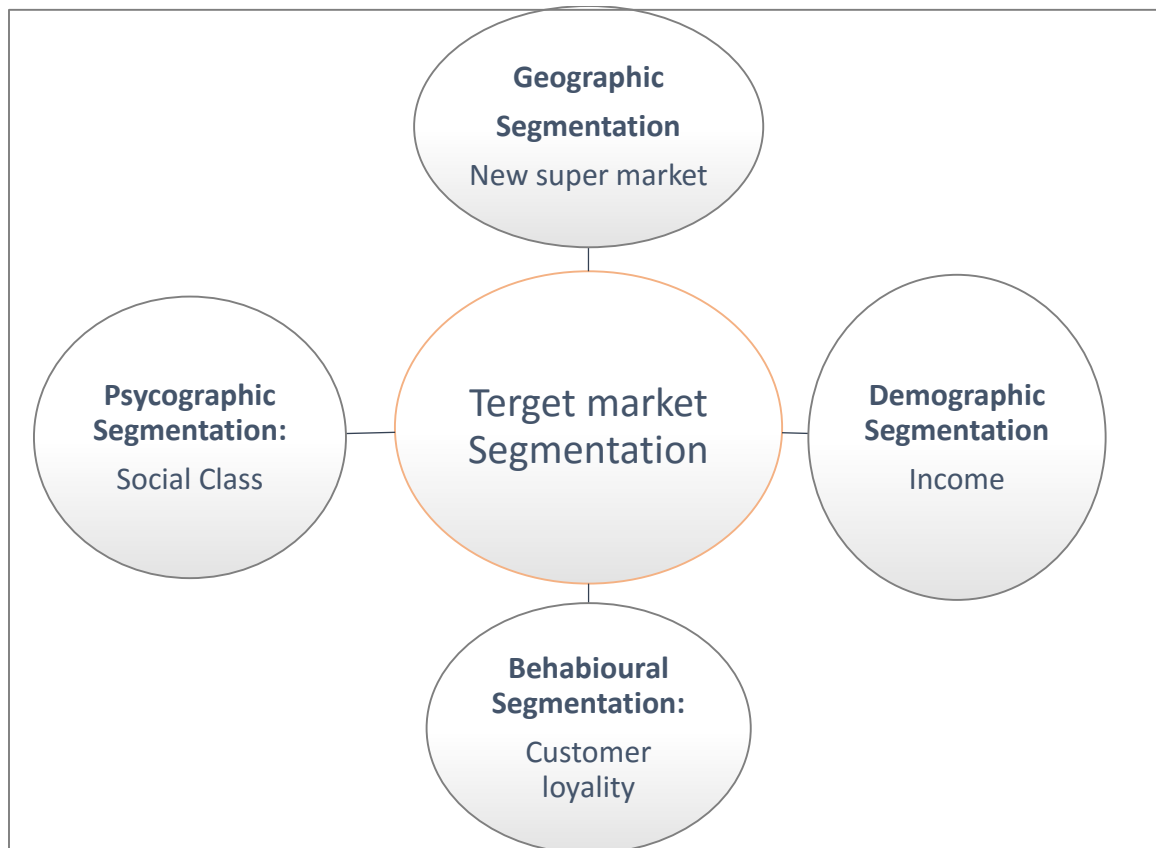 Geographic
Segmentation
New super market
Psycographic
Segmentation:
Social Class
Terget market
Segmentation
Demographic
Segmentation
Income
Behabioural
Segmentation:
Customer
loyality